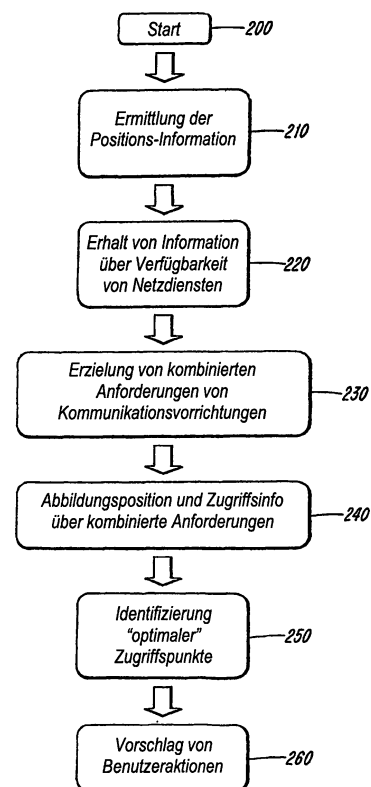 Start
200
Ermittlung der
Positions-Information
210
Erhalt von Information
über Verfügbarkeit
von Netzdiensten
220
Erzielung von kombinierten
Anforderungen von
Kommunikationsvorrichtungen
230
Abbildungsposition und Zugriffsinfo
über kombinierte Anforderungen
240
Identifizierung
“optimaler”
Zugriffspunkte
250
Vorschlag von
Benutzeraktionen
260